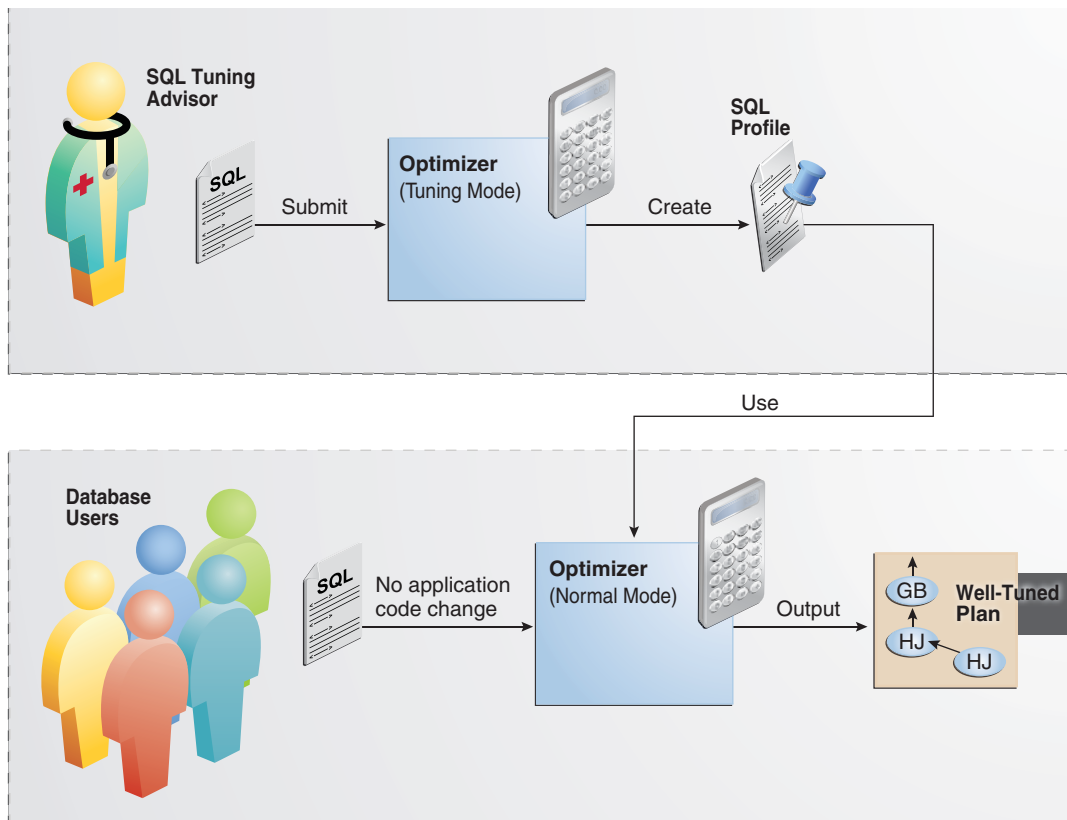 SQL Tuning
Advisor
SQL
Submit
Optimizer
(Tuning Mode)
Create
SQL
Profile
Use
Database
Users
SQL
No application
code change
Optimizer
(Normal Mode)
Output
GB
HJ
HJ
Well-Tuned
Plan